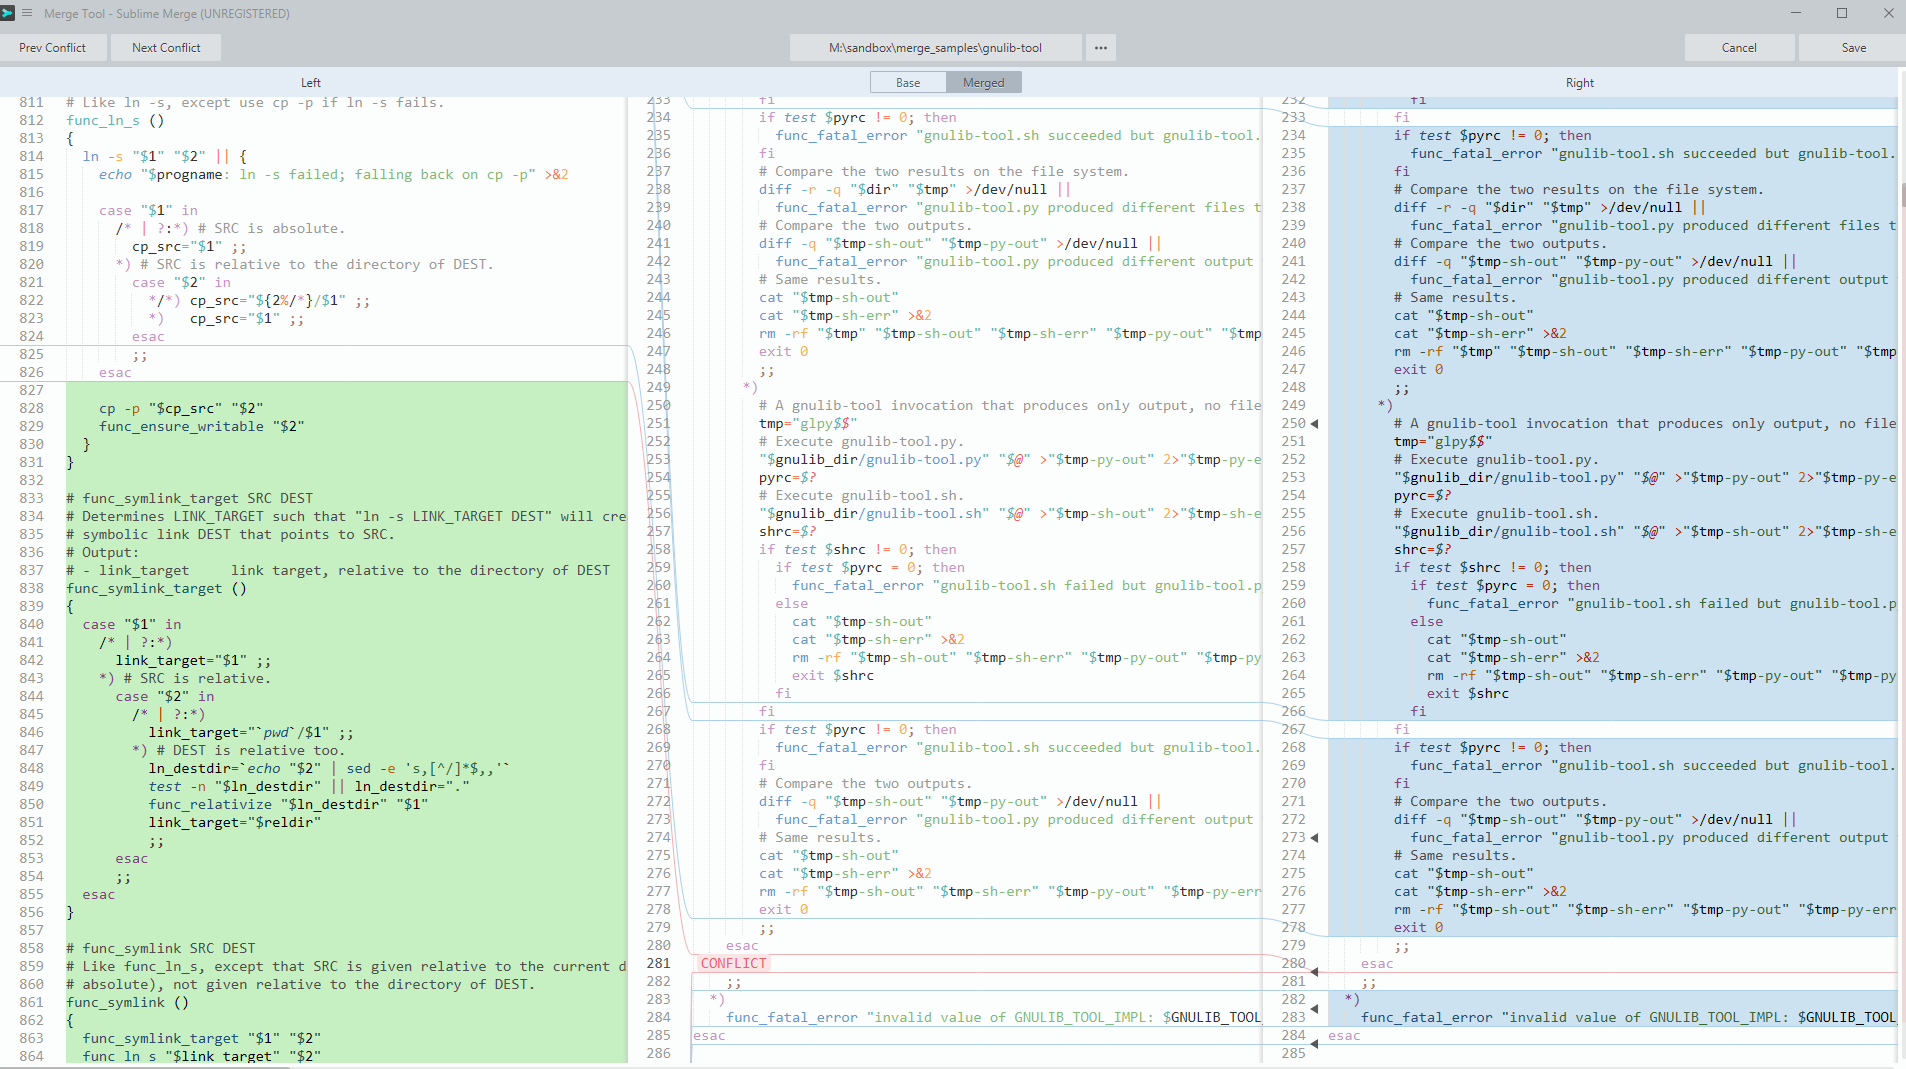 Merge Tool - Sublime Merge (UNREGISTERED)
Prev Conflict
Next Conflict
M:\sandbox\merge_samples\gnulib-tool
•••
Cancel
Save
Left
Base
Merged
Right
811 # Like ln -s, except use cp -p if ln -s fails.
812 func_ln_s ()
813 {
814   ln -s "$1" "$2" || {
815     echo "$progname: ln -s failed; falling back on cp -p" >&2
816
817     case "$1" in
818       /* | ?:*) # SRC is absolute.
819         cp_src="$1" ;;
820       *) # SRC is relative to the directory of DEST.
821         case "$2" in
822           */*) cp_src="${2%/*}/$1" ;;
823           *)   cp_src="$1" ;;
824         esac
825         ;;
826     esac
827
828     cp -p "$cp_src" "$2"
829     func_ensure_writable "$2"
830   }
831 }
832
833 # func_symlink_target SRC DEST
834 # Determines LINK_TARGET such that "ln -s LINK_TARGET DEST" will cre
835 # symbolic link DEST that points to SRC.
836 # Output:
837 # - link_target     link target, relative to the directory of DEST
838 func_symlink_target ()
839 {
840   case "$1" in
841     /* | ?:*)
842       link_target="$1" ;;
843     *) # SRC is relative.
844       case "$2" in
845         /* | ?:*)
846           link_target="`pwd`/$1" ;;
847         *) # DEST is relative too.
848           ln_destdir=`echo "$2" | sed -e 's,[^/]*$,,'`
849           test -n "$ln_destdir" || ln_destdir="."
850           func_relativize "$ln_destdir" "$1"
851           link_target="$reldir"
852           ;;
853       esac
854       ;;
855   esac
856 }
857
858 # func_symlink SRC DEST
859 # Like func_ln_s, except that SRC is given relative to the current d
860 # absolute), not given relative to the directory of DEST.
861 func_symlink ()
862 {
863   func_symlink_target "$1" "$2"
864   func_ln_s "$link_target" "$2"
233         fi
234         if test $pyrc != 0; then
235           func_fatal_error "gnulib-tool.sh succeeded but gnulib-tool.
236         fi
237         # Compare the two results on the file system.
238         diff -r -q "$dir" "$tmp" >/dev/null ||
239           func_fatal_error "gnulib-tool.py produced different files t
240         # Compare the two outputs.
241         diff -q "$tmp-sh-out" "$tmp-py-out" >/dev/null ||
242           func_fatal_error "gnulib-tool.py produced different output
243         # Same results.
244         cat "$tmp-sh-out"
245         cat "$tmp-sh-err" >&2
246         rm -rf "$tmp" "$tmp-sh-out" "$tmp-sh-err" "$tmp-py-out" "$tmp
247         exit 0
248         ;;
249       *)
250         # A gnulib-tool invocation that produces only output, no file
251         tmp="glpy$$"
252         # Execute gnulib-tool.py.
253         "$gnulib_dir/gnulib-tool.py" "$@" >"$tmp-py-out" 2>"$tmp-py-e
254         pyrc=$?
255         # Execute gnulib-tool.sh.
256         "$gnulib_dir/gnulib-tool.sh" "$@" >"$tmp-sh-out" 2>"$tmp-sh-e
257         shrc=$?
258         if test $shrc != 0; then
259           if test $pyrc = 0; then
260             func_fatal_error "gnulib-tool.sh failed but gnulib-tool.p
261           else
262             cat "$tmp-sh-out"
263             cat "$tmp-sh-err" >&2
264             rm -rf "$tmp-sh-out" "$tmp-sh-err" "$tmp-py-out" "$tmp-py
265             exit $shrc
266           fi
267         fi
268         if test $pyrc != 0; then
269           func_fatal_error "gnulib-tool.sh succeeded but gnulib-tool.
270         fi
271         # Compare the two outputs.
272         diff -q "$tmp-sh-out" "$tmp-py-out" >/dev/null ||
273           func_fatal_error "gnulib-tool.py produced different output
274         # Same results.
275         cat "$tmp-sh-out"
276         cat "$tmp-sh-err" >&2
277         rm -rf "$tmp-sh-out" "$tmp-sh-err" "$tmp-py-out" "$tmp-py-err
278         exit 0
279         ;;
280     esac
281 CONFLICT
282     ;;
283   *)
284     func_fatal_error "invalid value of GNULIB_TOOL_IMPL: $GNULIB_TOOL_
285 esac
286
232           fi
233         fi
234         if test $pyrc != 0; then
235           func_fatal_error "gnulib-tool.sh succeeded but gnulib-tool.
236         fi
237         # Compare the two results on the file system.
238         diff -r -q "$dir" "$tmp" >/dev/null ||
239           func_fatal_error "gnulib-tool.py produced different files t
240         # Compare the two outputs.
241         diff -q "$tmp-sh-out" "$tmp-py-out" >/dev/null ||
242           func_fatal_error "gnulib-tool.py produced different output
243         # Same results.
244         cat "$tmp-sh-out"
245         cat "$tmp-sh-err" >&2
246         rm -rf "$tmp" "$tmp-sh-out" "$tmp-sh-err" "$tmp-py-out" "$tmp
247         exit 0
248         ;;
249       *)
250         # A gnulib-tool invocation that produces only output, no file
251         tmp="glpy$$"
252         # Execute gnulib-tool.py.
253         "$gnulib_dir/gnulib-tool.py" "$@" >"$tmp-py-out" 2>"$tmp-py-e
254         pyrc=$?
255         # Execute gnulib-tool.sh.
256         "$gnulib_dir/gnulib-tool.sh" "$@" >"$tmp-sh-out" 2>"$tmp-sh-e
257         shrc=$?
258         if test $shrc != 0; then
259           if test $pyrc = 0; then
260             func_fatal_error "gnulib-tool.sh failed but gnulib-tool.p
261           else
262             cat "$tmp-sh-out"
263             cat "$tmp-sh-err" >&2
264             rm -rf "$tmp-sh-out" "$tmp-sh-err" "$tmp-py-out" "$tmp-py
265             exit $shrc
266           fi
267         fi
268         if test $pyrc != 0; then
269           func_fatal_error "gnulib-tool.sh succeeded but gnulib-tool.
270         fi
271         # Compare the two outputs.
272         diff -q "$tmp-sh-out" "$tmp-py-out" >/dev/null ||
273           func_fatal_error "gnulib-tool.py produced different output
274         # Same results.
275         cat "$tmp-sh-out"
276         cat "$tmp-sh-err" >&2
277         rm -rf "$tmp-sh-out" "$tmp-sh-err" "$tmp-py-out" "$tmp-py-err
278         exit 0
279         ;;
280     esac
281     ;;
282   *)
283     func_fatal_error "invalid value of GNULIB_TOOL_IMPL: $GNULIB_TOOL
284 esac
285